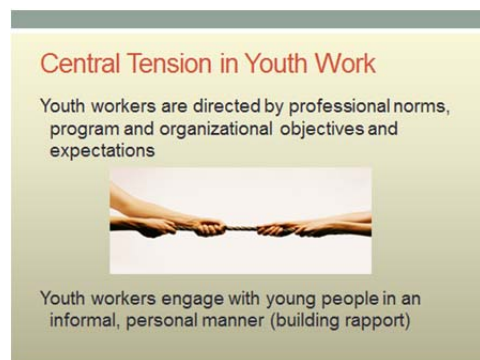 Central Tension in Youth Work
Youth workers are directed by professional norms,
program and organizational objectives and
expectations
Youth workers engage with young people in an
informal, personal manner (building rapport)